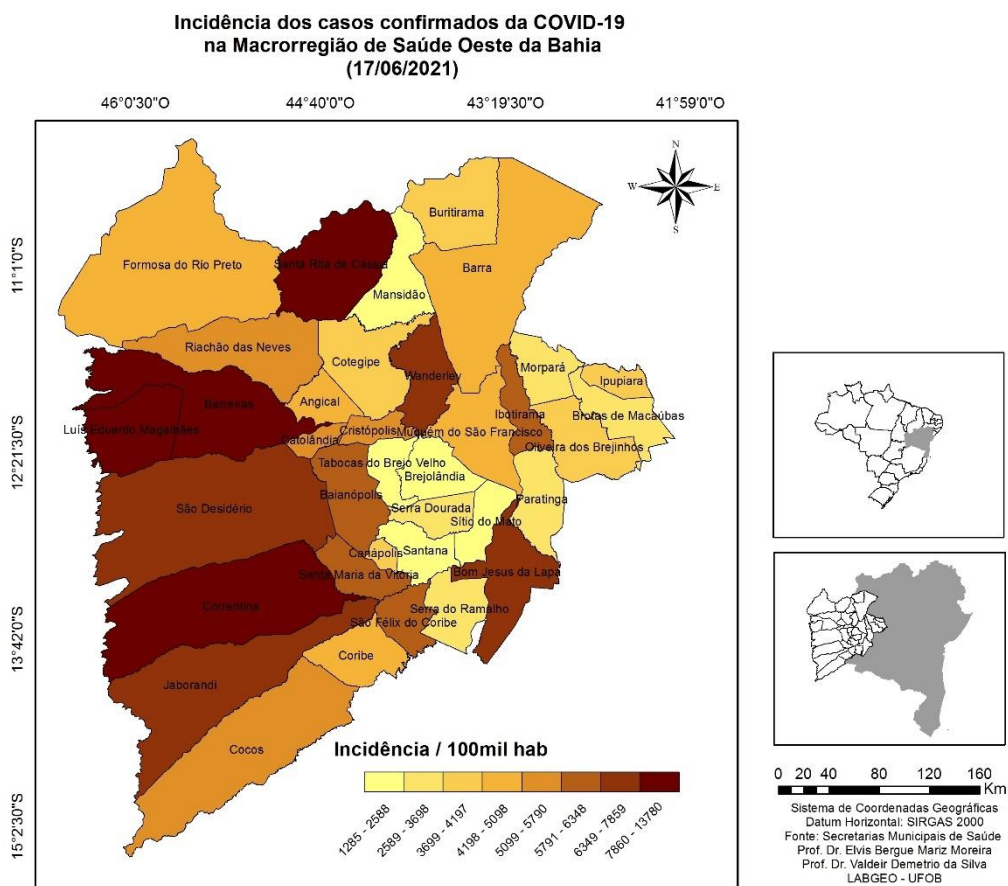 Incidência dos casos confirmados da COVID-19
na Macrorregião de Saúde Oeste da Bahia
(17/06/2021)
46°0'30"O 44°40'0"O 43°19'30"O 41°59'0"O
11°1'0"S
12°21'30"S
13°42'0"S
15°2'30"S
N
W E
S
Buritirama
Formosa do Rio Preto
Santa Rita de Cássia
Barra
Mansidão
Riachão das Neves
Cotegipe
Wanderley
Morpará
Ipupiara
Angical
Barreiras
Ibotirama
Brotas de Macaúbas
Luís Eduardo Magalhães
Catolândia
Cristópolis
Muquém do São Francisco
Oliveira dos Brejinhos
Tabocas do Brejo Velho
Brejolândia
Baianópolis
Paratinga
São Desidério
Serra Dourada
Sítio do Mato
Canápolis
Santana
Santa Maria da Vitória
Bom Jesus da Lapa
Correntina
Serra do Ramalho
São Félix do Coribe
Coribe
Jaborandi
Cocos
Incidência / 100mil hab
1285 - 2588
2589 - 3698
3699 - 4197
4198 - 5098
5099 - 5790
5791 - 6348
6349 - 7859
7860 - 13780
0 20 40 80 120 160
Km
Sistema de Coordenadas Geográficas
Datum Horizontal: SIRGAS 2000
Fonte: Secretarias Municipais de Saúde
Prof. Dr. Elvis Bergue Mariz Moreira
Prof. Dr. Valdeir Demetrio da Silva
LABGEO - UFOB